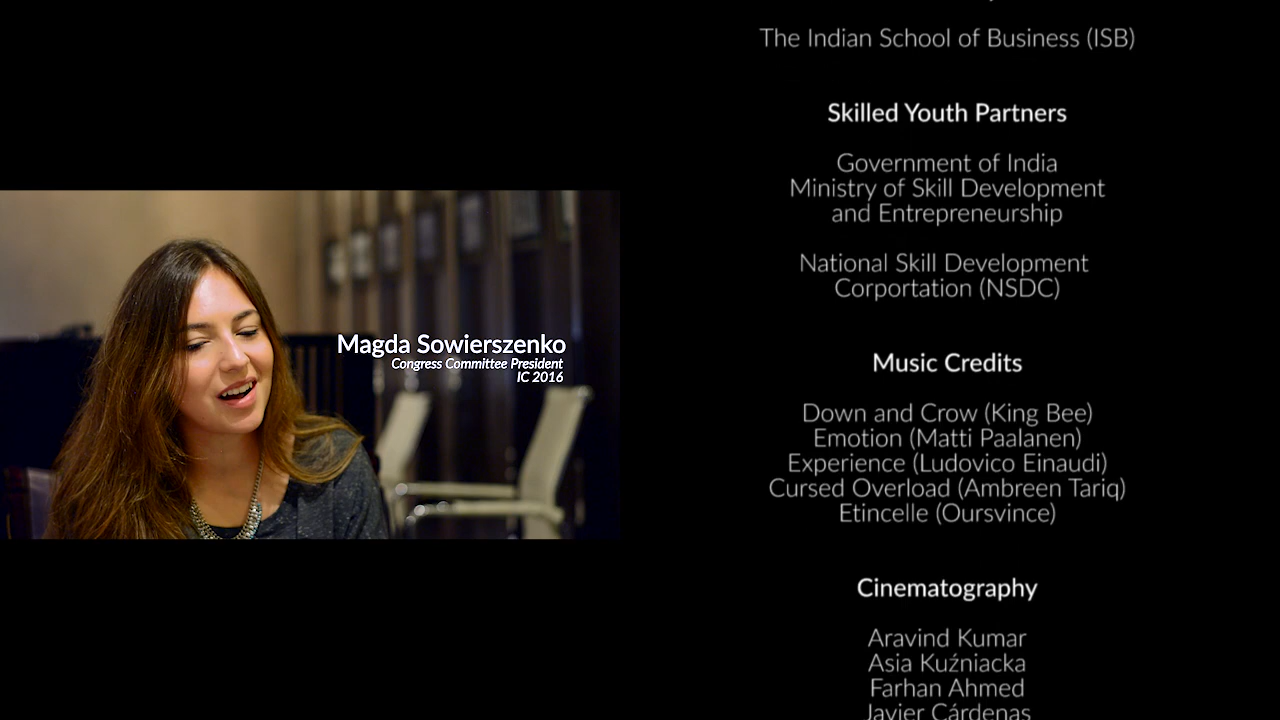 Magda Sowierszenko
Congress Committee President
IC 2016
The Indian School of Business (ISB)
Skilled Youth Partners
Government of India
Ministry of Skill Development
and Entrepreneurship
National Skill Development
Corportation (NSDC)
Music Credits
Down and Crow (King Bee)
Emotion (Matti Paalanen)
Experience (Ludovico Einaudi)
Cursed Overload (Ambreen Tariq)
Etincelle (Oursvince)
Cinematography
Aravind Kumar
Asia Kuźniacka
Farhan Ahmed
Javier Cárdenas